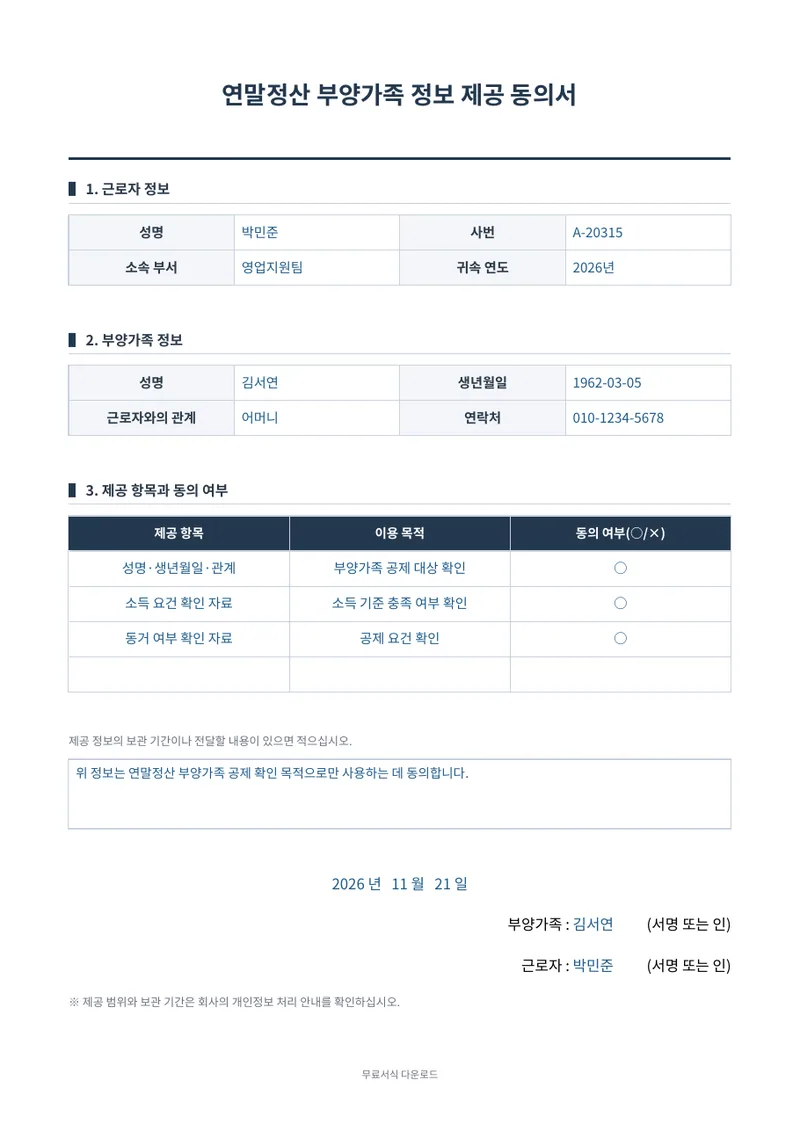 연말정산 부양가족 정보 제공 동의서
1. 근로자 정보
성명 박민준 사번 A-20315
소속 부서 영업지원팀 귀속 연도 2026년
2. 부양가족 정보
성명 김서연 생년월일 1962-03-05
근로자와의 관계 어머니 연락처 010-1234-5678
3. 제공 항목과 동의 여부
제공 항목 이용 목적 동의 여부(○/×)
성명·생년월일·관계 부양가족 공제 대상 확인 ○
소득 요건 확인 자료 소득 기준 충족 여부 확인 ○
동거 여부 확인 자료 공제 요건 확인 ○
제공 정보의 보관 기간이나 전달할 내용이 있으면 적으십시오.
위 정보는 연말정산 부양가족 공제 확인 목적으로만 사용하는 데 동의합니다.
2026 년 11 월 21 일
부양가족 : 김서연 (서명 또는 인)
근로자 : 박민준 (서명 또는 인)
※ 제공 범위와 보관 기간은 회사의 개인정보 처리 안내를 확인하십시오.
무료서식 다운로드